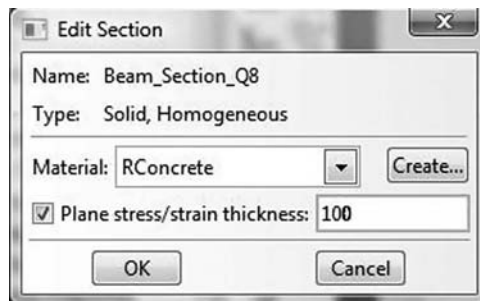 Edit Section
Name: Beam_Section_Q8
Type: Solid, Homogeneous
Material: RConcrete Create...
Plane stress/strain thickness: 100
OK Cancel